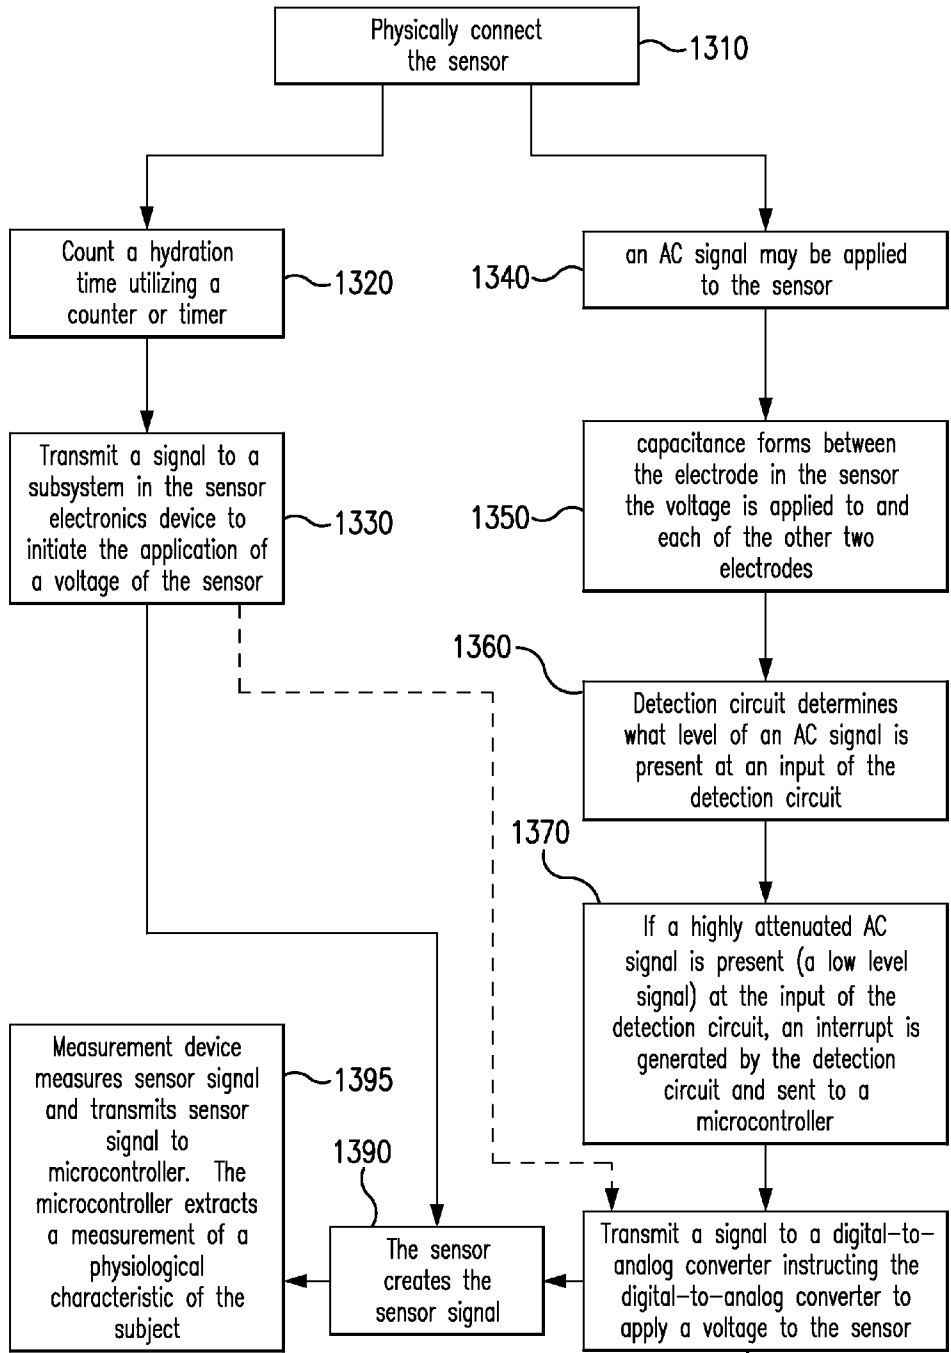 Physically connect
the sensor
1310
Count a hydration
time utilizing a
counter or timer
1320
1340
an AC signal may be applied
to the sensor
Transmit a signal to a
subsystem in the sensor
electronics device to
initiate the application of
a voltage of the sensor
1330
1350
capacitance forms between
the electrode in the sensor
the voltage is applied to and
each of the other two
electrodes
1360
Detection circuit determines
what level of an AC signal is
present at an input of the
detection circuit
1370
If a highly attenuated AC
signal is present (a low level
signal) at the input of the
detection circuit, an interrupt is
generated by the detection
circuit and sent to a
microcontroller
Measurement device
measures sensor signal
and transmits sensor
signal to
microcontroller. The
microcontroller extracts
a measurement of a
physiological
characteristic of the
subject
1395
1390
The sensor
creates the
sensor signal
Transmit a signal to a digital-to-
analog converter instructing the
digital-to-analog converter to
apply a voltage to the sensor